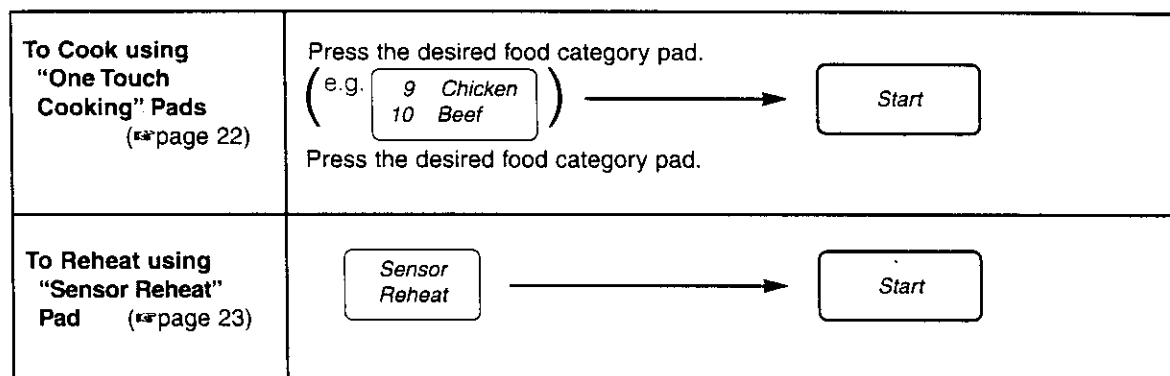 To Cook using
"One Touch
Cooking" Pads
(☞page 22)
Press the desired food category pad.
(e.g. 9 Chicken
10 Beef)
Start
Press the desired food category pad.
To Reheat using
"Sensor Reheat"
Pad (☞page 23)
Sensor
Reheat
Start